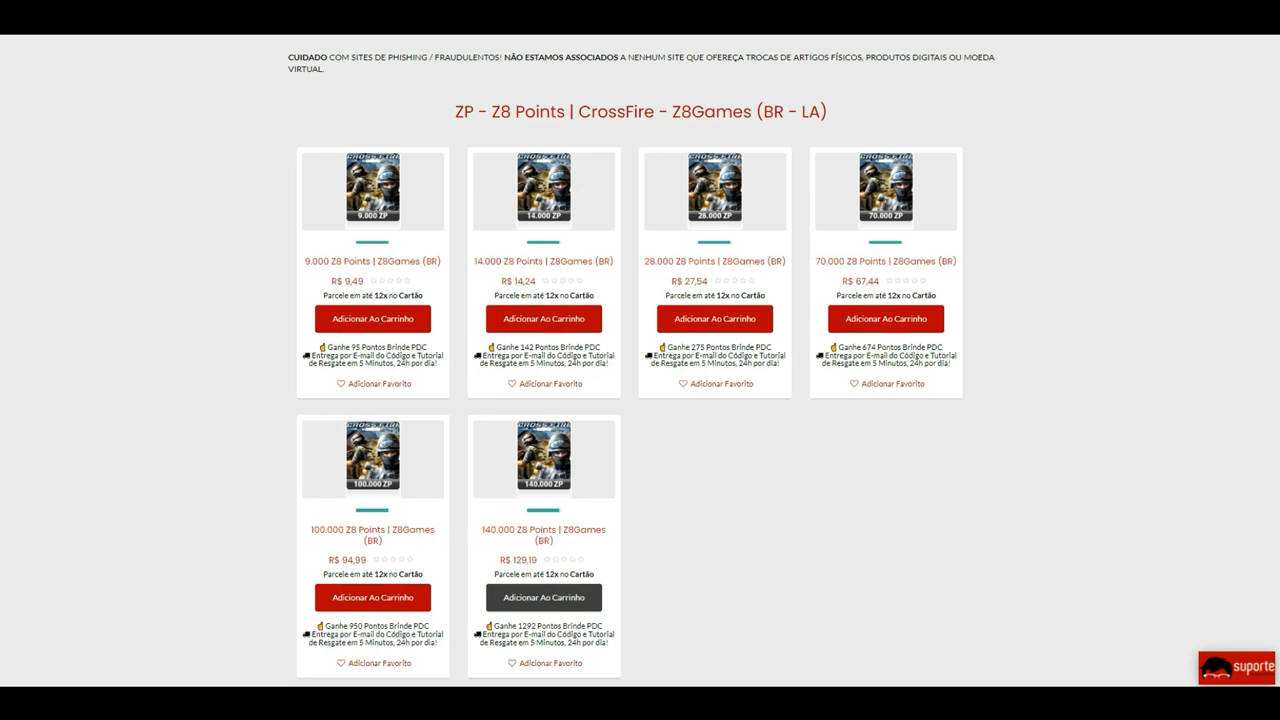 CUIDADO COM SITES DE PHISHING / FRAUDULENTOS! NÃO ESTAMOS ASSOCIADOS A NENHUM SITE QUE OFEREÇA TROCAS DE ARTIGOS FÍSICOS, PRODUTOS DIGITAIS OU MOEDA
VIRTUAL.
ZP - Z8 Points | CrossFire - Z8Games (BR - LA)
CROSS FIRE
9.000 ZP
9.000 Z8 Points | Z8Games (BR)
R$ 9,49
Parcele em até 12x no Cartão
Adicionar Ao Carrinho
Ganhe 95 Pontos Brinde PDC
Entrega por E-mail do Código e Tutorial
de Resgate em 5 Minutos, 24h por dia!
Adicionar Favorito
CROSS FIRE
14.000 ZP
14.000 Z8 Points | Z8Games (BR)
R$ 14,24
Parcele em até 12x no Cartão
Adicionar Ao Carrinho
Ganhe 142 Pontos Brinde PDC
Entrega por E-mail do Código e Tutorial
de Resgate em 5 Minutos, 24h por dia!
Adicionar Favorito
CROSS FIRE
28.000 ZP
28.000 Z8 Points | Z8Games (BR)
R$ 27,54
Parcele em até 12x no Cartão
Adicionar Ao Carrinho
Ganhe 275 Pontos Brinde PDC
Entrega por E-mail do Código e Tutorial
de Resgate em 5 Minutos, 24h por dia!
Adicionar Favorito
CROSS FIRE
70.000 ZP
70.000 Z8 Points | Z8Games (BR)
R$ 67,44
Parcele em até 12x no Cartão
Adicionar Ao Carrinho
Ganhe 674 Pontos Brinde PDC
Entrega por E-mail do Código e Tutorial
de Resgate em 5 Minutos, 24h por dia!
Adicionar Favorito
CROSS FIRE
100.000 ZP
100.000 Z8 Points | Z8Games
(BR)
R$ 94,99
Parcele em até 12x no Cartão
Adicionar Ao Carrinho
Ganhe 950 Pontos Brinde PDC
Entrega por E-mail do Código e Tutorial
de Resgate em 5 Minutos, 24h por dia!
Adicionar Favorito
CROSS FIRE
140.000 ZP
140.000 Z8 Points | Z8Games
(BR)
R$ 129,19
Parcele em até 12x no Cartão
Adicionar Ao Carrinho
Ganhe 1292 Pontos Brinde PDC
Entrega por E-mail do Código e Tutorial
de Resgate em 5 Minutos, 24h por dia!
Adicionar Favorito
suporte